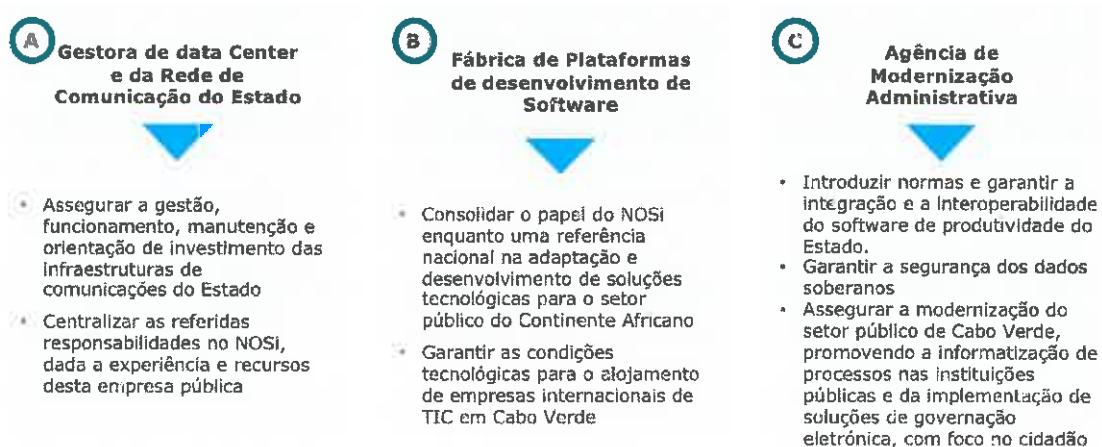 A
Gestora de data Center
e da Rede de
Comunicação do Estado
• Assegurar a gestão,
funcionamento, manutenção e
orientação de investimento das
infraestruturas de
comunicações do Estado
• Centralizar as referidas
responsabilidades no NOSi,
dada a experiência e recursos
desta empresa pública
B
Fábrica de Plataformas
de desenvolvimento de
Software
• Consolidar o papel do NOSi
enquanto uma referência
nacional na adaptação e
desenvolvimento de soluções
tecnológicas para o setor
público do Continente Africano
• Garantir as condições
tecnológicas para o alojamento
de empresas internacionais de
TIC em Cabo Verde
C
Agência de
Modernização
Administrativa
• Introduzir normas e garantir a
integração e a interoperabilidade
do software de produtividade do
Estado.
• Garantir a segurança dos dados
soberanos
• Assegurar a modernização do
setor público de Cabo Verde,
promovendo a informatização de
processos nas instituições
públicas e da implementação de
soluções de governação
eletrónica, com foco no cidadão